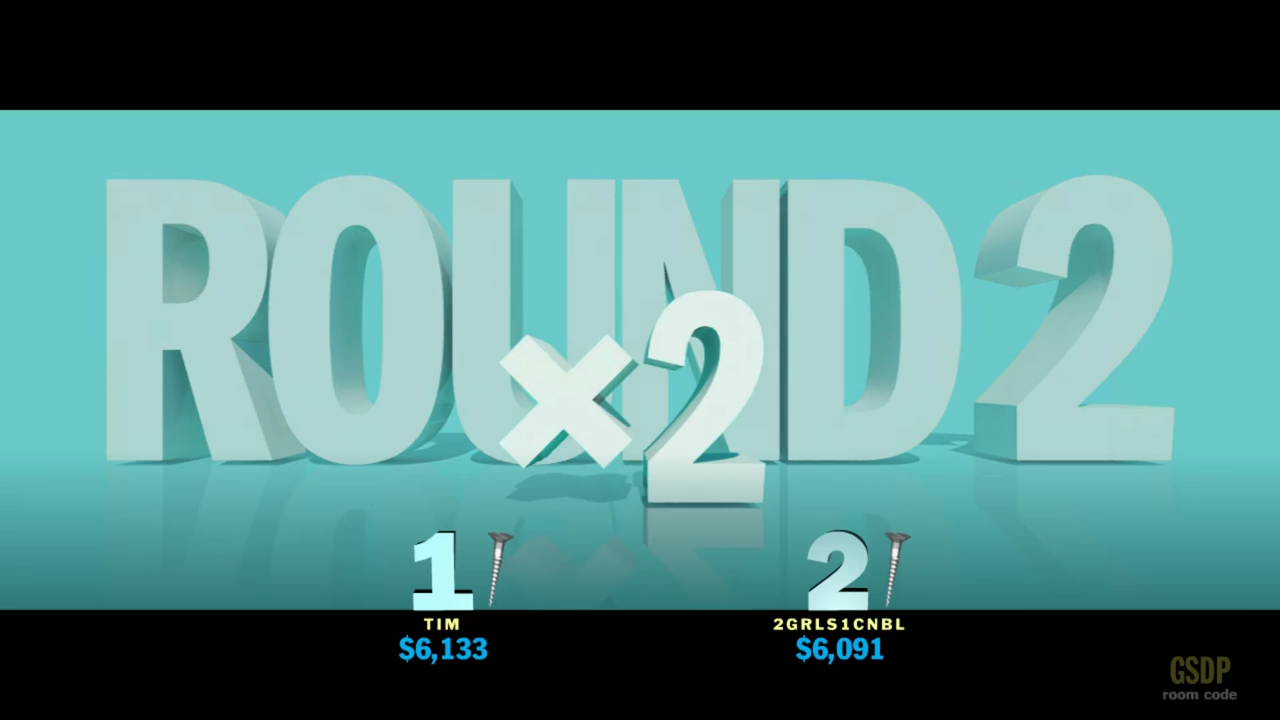 ROUND 2
×2
1
2
TIM
2GRLS1CNBL
$6,133
$6,091
GSDP
room code